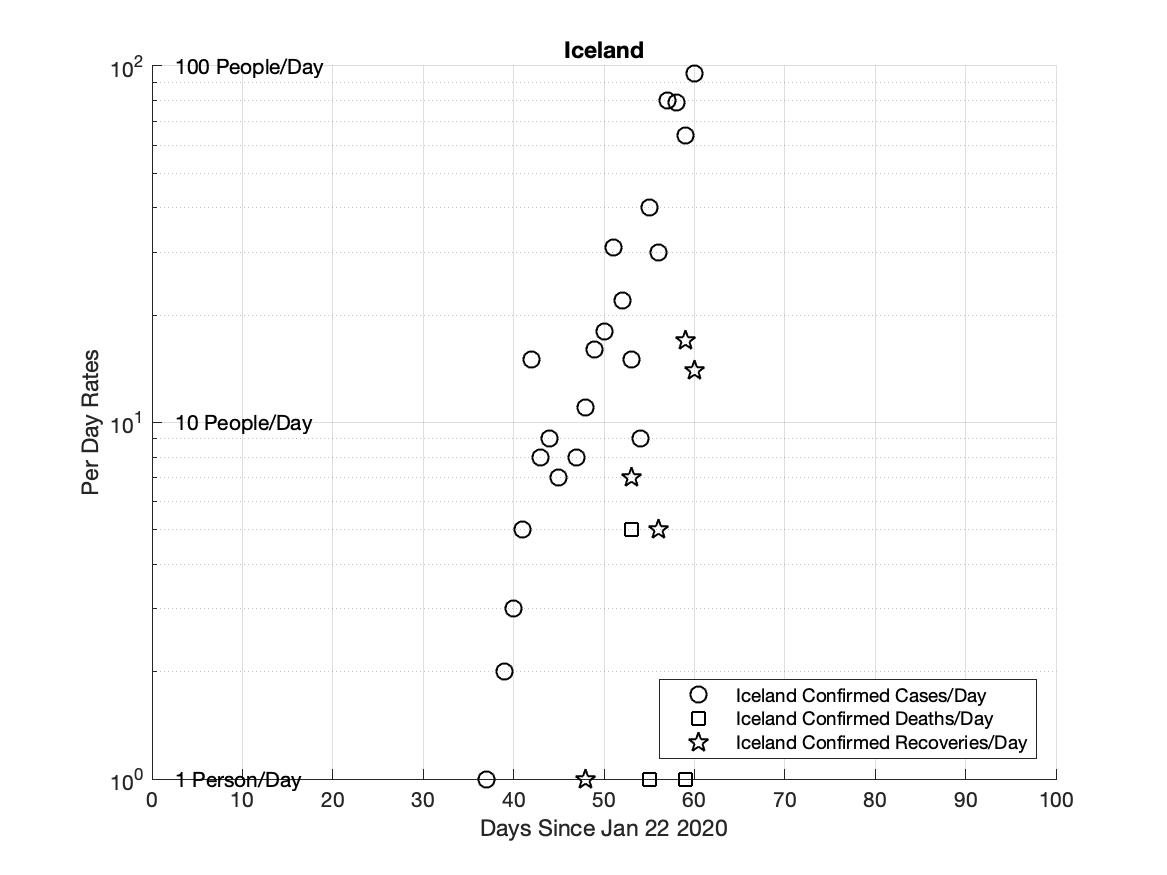 Iceland
10²
100 People/Day
10¹
10 People/Day
10⁰
1 Person/Day
Per Day Rates
Iceland Confirmed Cases/Day
Iceland Confirmed Deaths/Day
Iceland Confirmed Recoveries/Day
0 10 20 30 40 50 60 70 80 90 100
Days Since Jan 22 2020